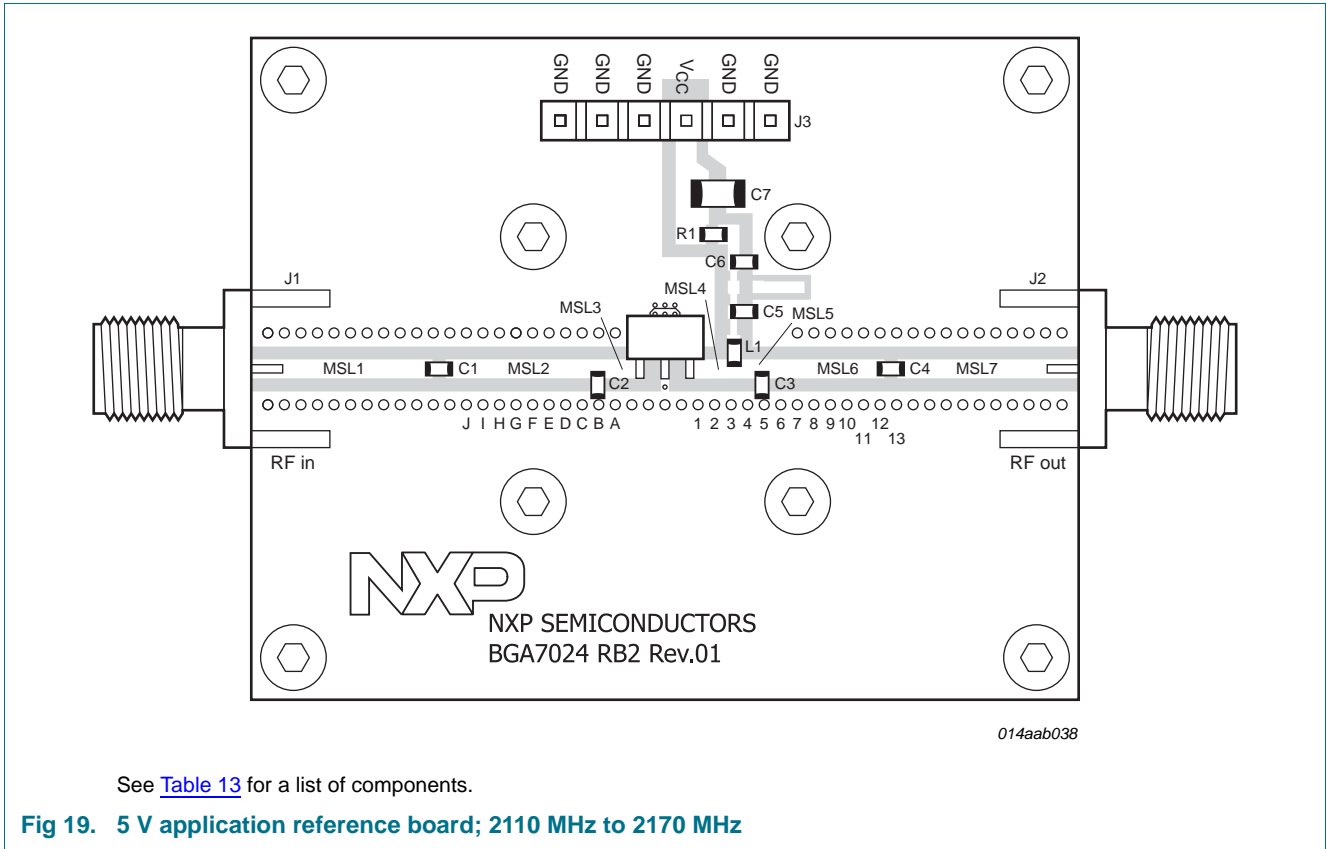 GND GND GND VCC GND GND
J3
C7
R1
C6
J1
MSL4
J2
MSL3
C5
MSL5
L1
MSL1
C1
MSL2
MSL6
C4
MSL7
C2
C3
J I H G F E D C B A
1 2 3 4 5 6 7 8 9 10 12
11 13
RF in
RF out
NXP
NXP SEMICONDUCTORS
BGA7024 RB2 Rev.01
014aab038
See Table 13 for a list of components.
Fig 19. 5 V application reference board; 2110 MHz to 2170 MHz